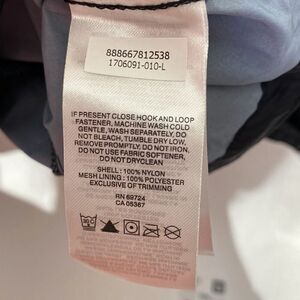 888667812538
1706091-010-L
IF PRESENT CLOSE HOOK AND LOOP
FASTENER, MACHINE WASH COLD
GENTLE, WASH SEPARATELY, DO
NOT BLEACH, TUMBLE DRY LOW,
REMOVE PROMPTLY, DO NOT IRON,
DO NOT USE FABRIC SOFTENER,
DO NOT DRYCLEAN
SHELL : 100% NYLON
MESH LINING : 100% POLYESTER
EXCLUSIVE OF TRIMMING
RN 69724
CA 05367